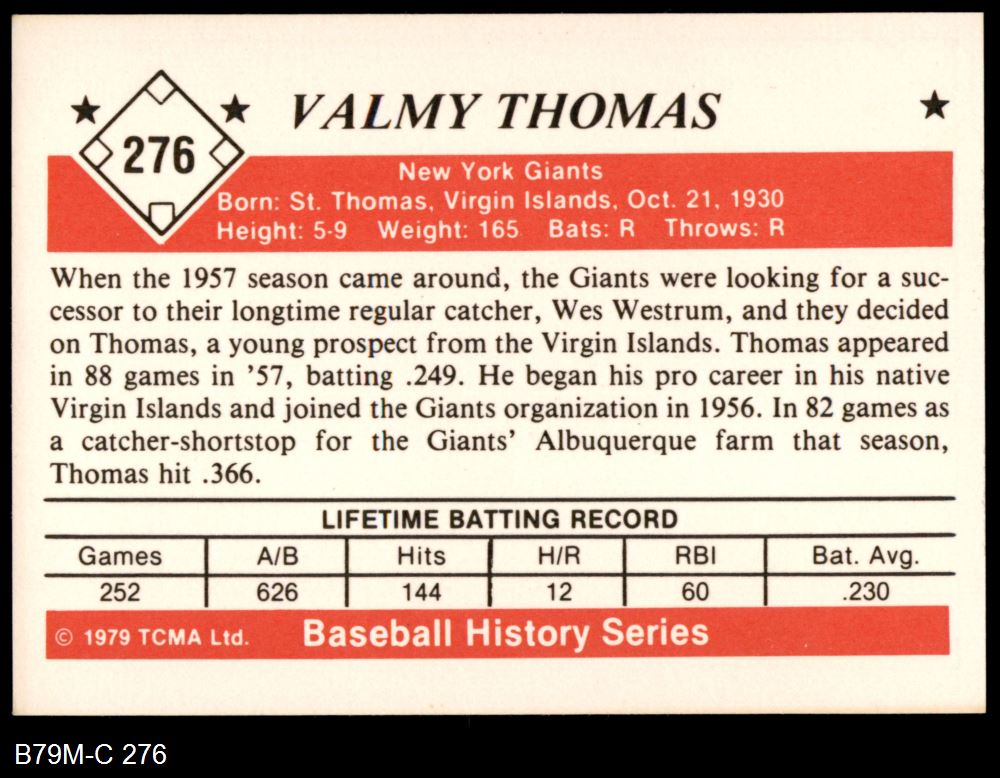 276
VALMY THOMAS
New York Giants
Born: St. Thomas, Virgin Islands, Oct. 21, 1930
Height: 5-9 Weight: 165 Bats: R Throws: R
When the 1957 season came around, the Giants were looking for a suc-
cessor to their longtime regular catcher, Wes Westrum, and they decided
on Thomas, a young prospect from the Virgin Islands. Thomas appeared
in 88 games in '57, batting .249. He began his pro career in his native
Virgin Islands and joined the Giants organization in 1956. In 82 games as
a catcher-shortstop for the Giants' Albuquerque farm that season,
Thomas hit .366.
LIFETIME BATTING RECORD
Games A/B Hits H/R RBI Bat. Avg.
252 626 144 12 60 .230
© 1979 TCMA Ltd. Baseball History Series
B79M-C 276